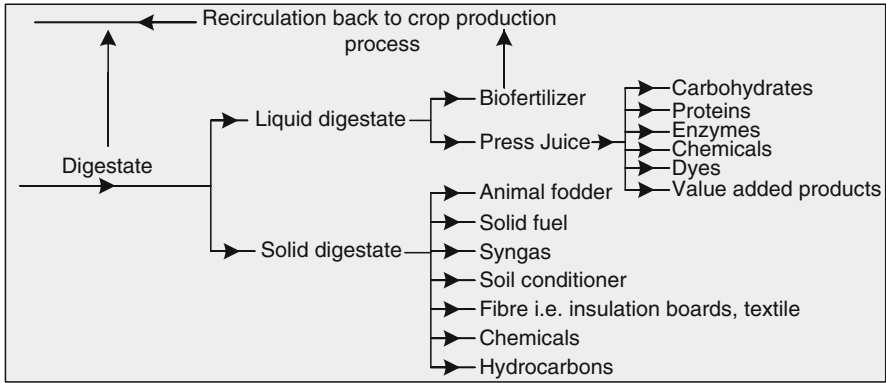 Recirculation back to crop production
process
Digestate
Liquid digestate
Biofertilizer
Press Juice
Carbohydrates
Proteins
Enzymes
Chemicals
Dyes
Value added products
Solid digestate
Animal fodder
Solid fuel
Syngas
Soil conditioner
Fibre i.e. insulation boards, textile
Chemicals
Hydrocarbons